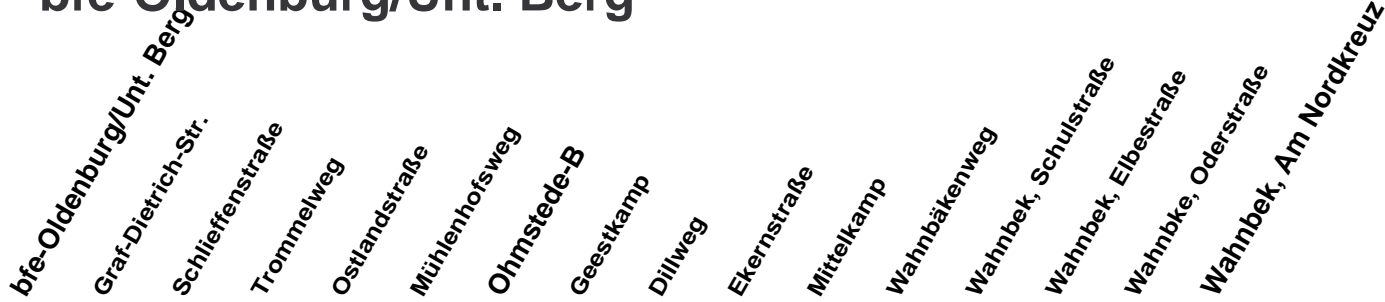 bfe-Oldenburg/Unt. Berg
bfe-Oldenburg/Unt. Berg
Graf-Dietrich-Str.
Schlieffenstraße
Trommelweg
Ostlandstraße
Mühlenhofsweg
Ohmstede-B
Geestkamp
Dillweg
Ekernstraße
Mittelkamp
Wahnbäkenweg
Wahnbek, Schulstraße
Wahnbek, Elbestraße
Wahnbke, Oderstraße
Wahnbek, Am Nordkreuz